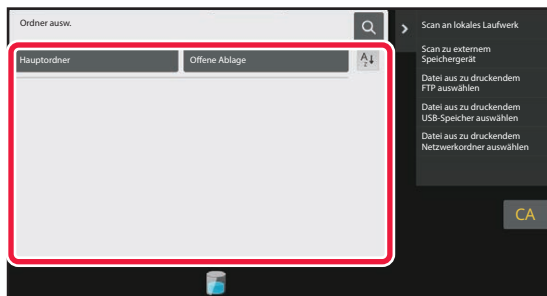 Ordner ausw.
Hauptordner
Offene Ablage
A
z
Scan an lokales Laufwerk
Scan zu externem
Speichergerät
Datei aus zu druckendem
FTP auswählen
Datei aus zu druckendem
USB-Speicher auswählen
Datei aus zu druckendem
Netzwerkordner auswählen
CA